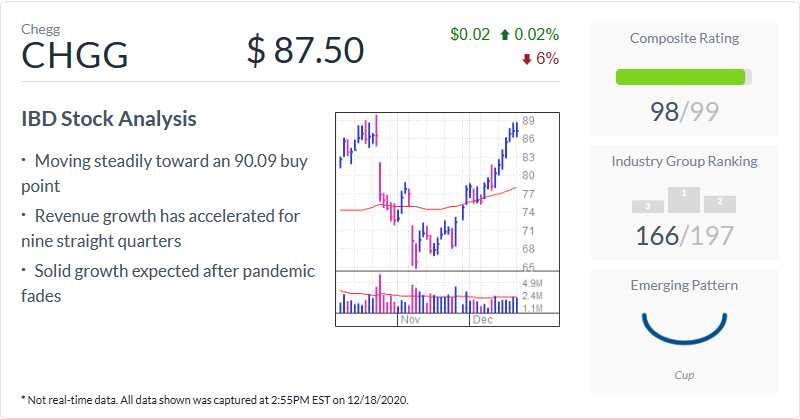 Chegg
CHGG
$ 87.50
$0.02 0.02%
6%
IBD Stock Analysis
· Moving steadily toward an 90.09 buy
point
· Revenue growth has accelerated for
nine straight quarters
· Solid growth expected after pandemic
fades
89
86
83
80
77
74
71
68
65
4.9M
2.4M
1.1M
Nov
Dec
Composite Rating
98/99
Industry Group Ranking
3
1
2
166/197
Emerging Pattern
Cup
* Not real-time data. All data shown was captured at 2:55PM EST on 12/18/2020.